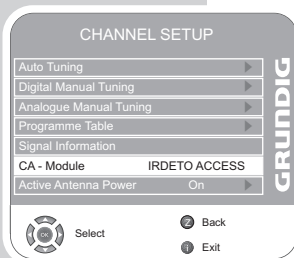 CHANNEL SETUP
Auto Tuning
Digital Manual Tuning
Analogue Manual Tuning
Programme Table
Signal Information
CA - Module IRDETO ACCESS
Active Antenna Power On
GRUNDIG
OK Select
Z Back
i Exit